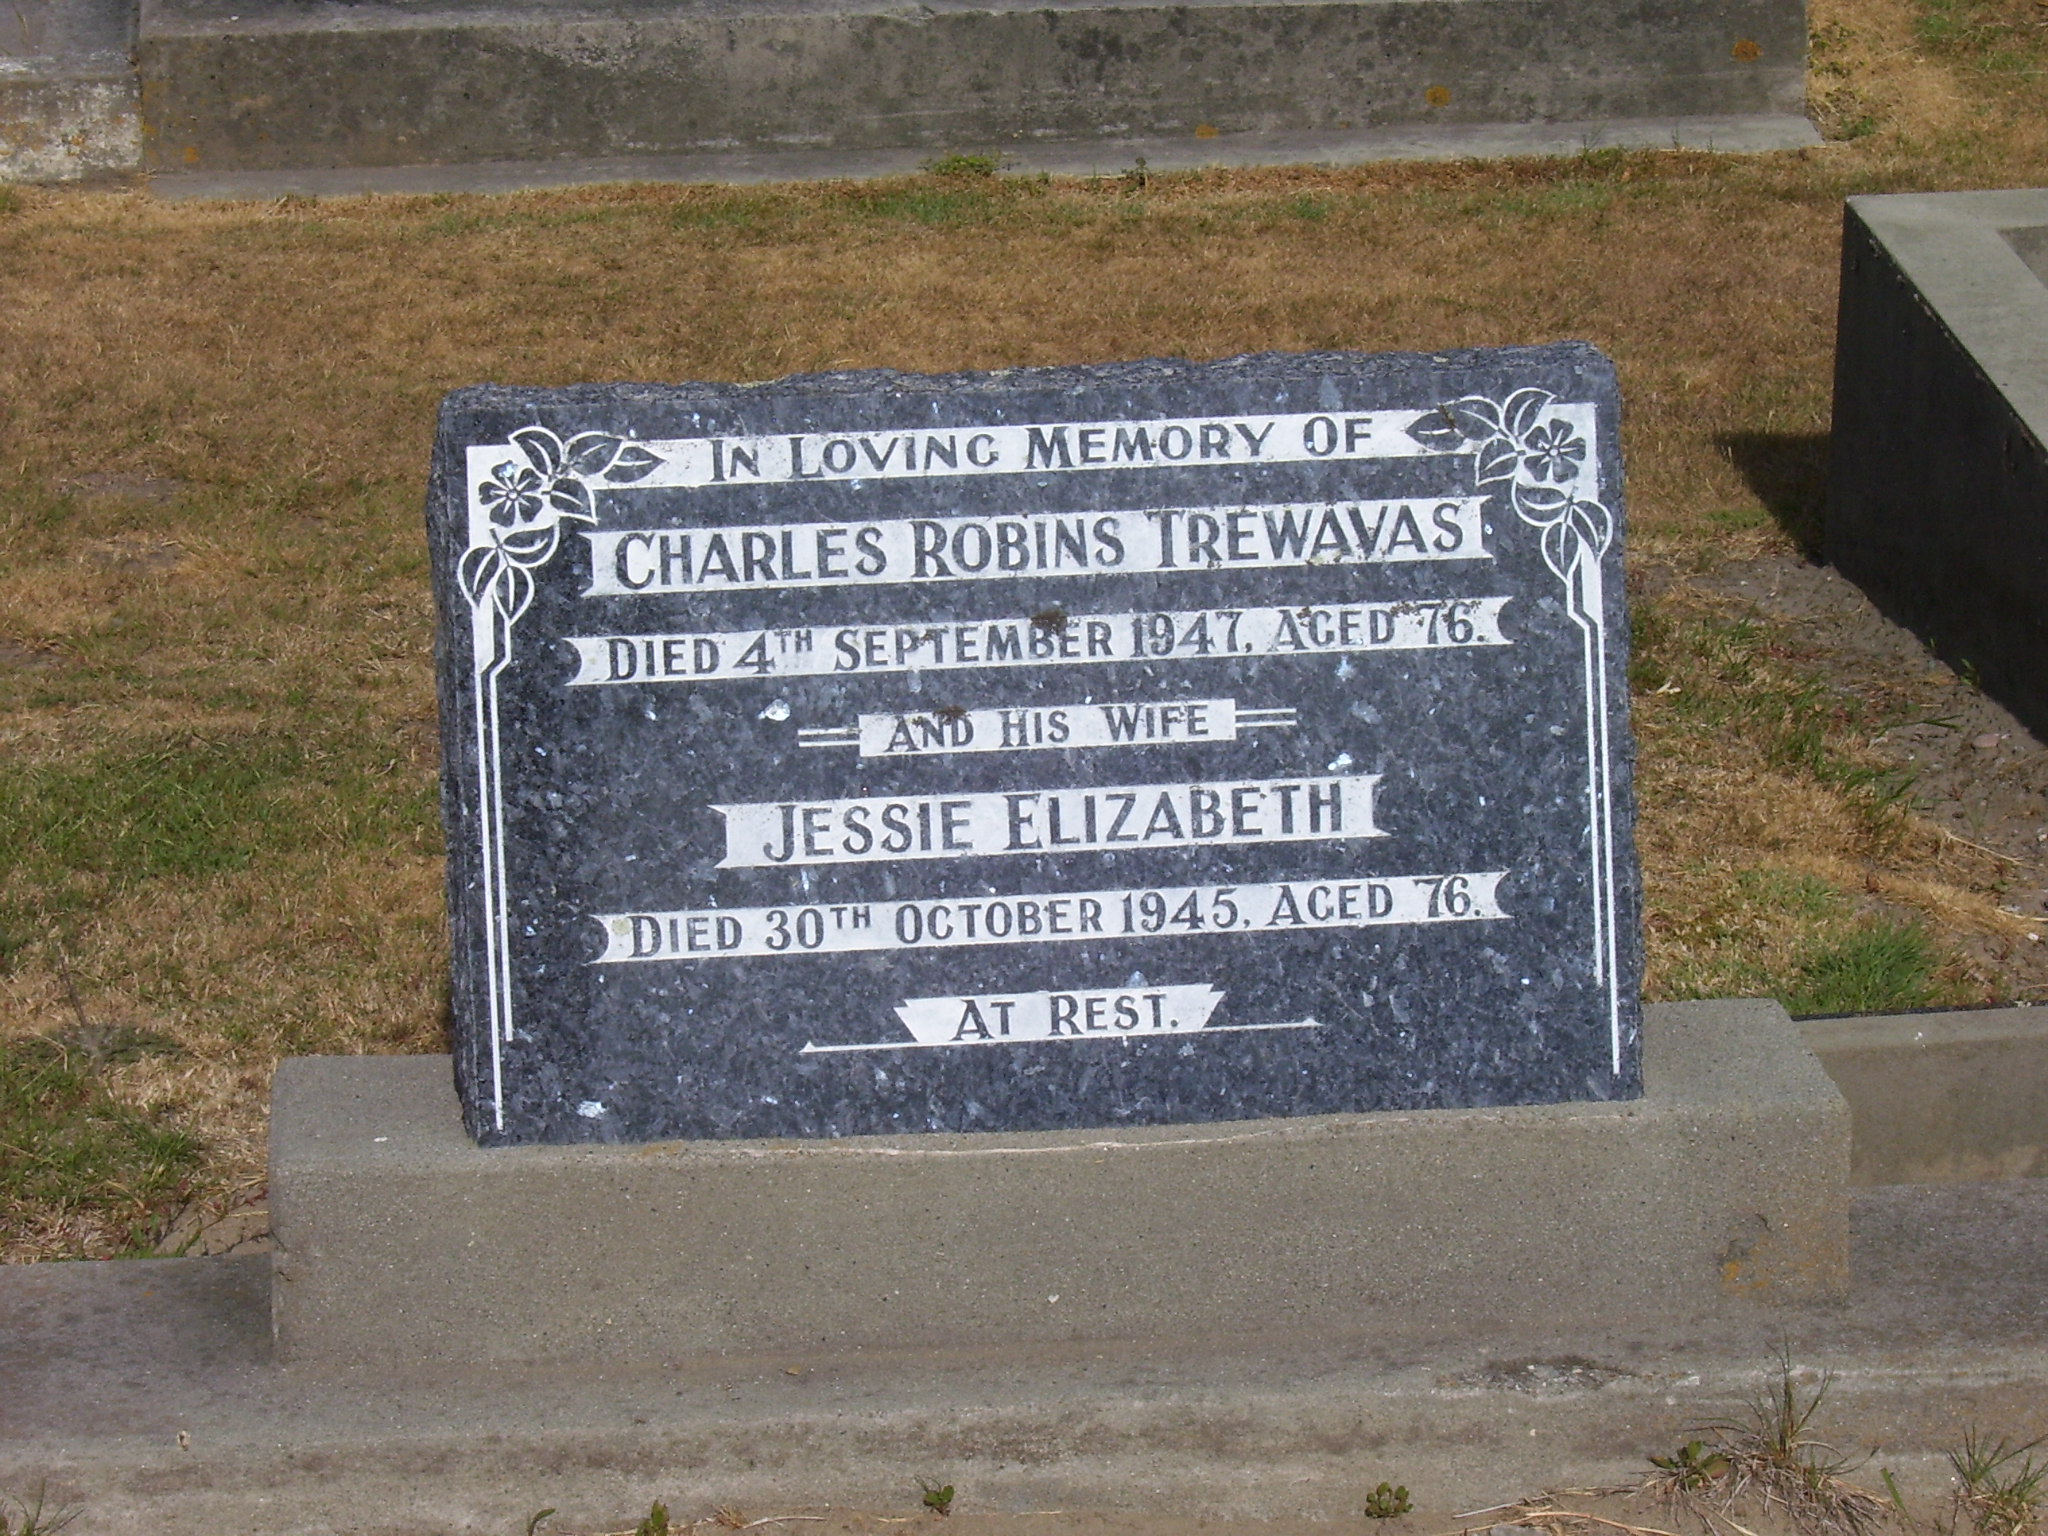 In Loving Memory Of
Charles Robins Trewavas
Died 4th September 1947, Aged 76.
And His Wife
Jessie Elizabeth
Died 30th October 1945, Aged 76.
At Rest.